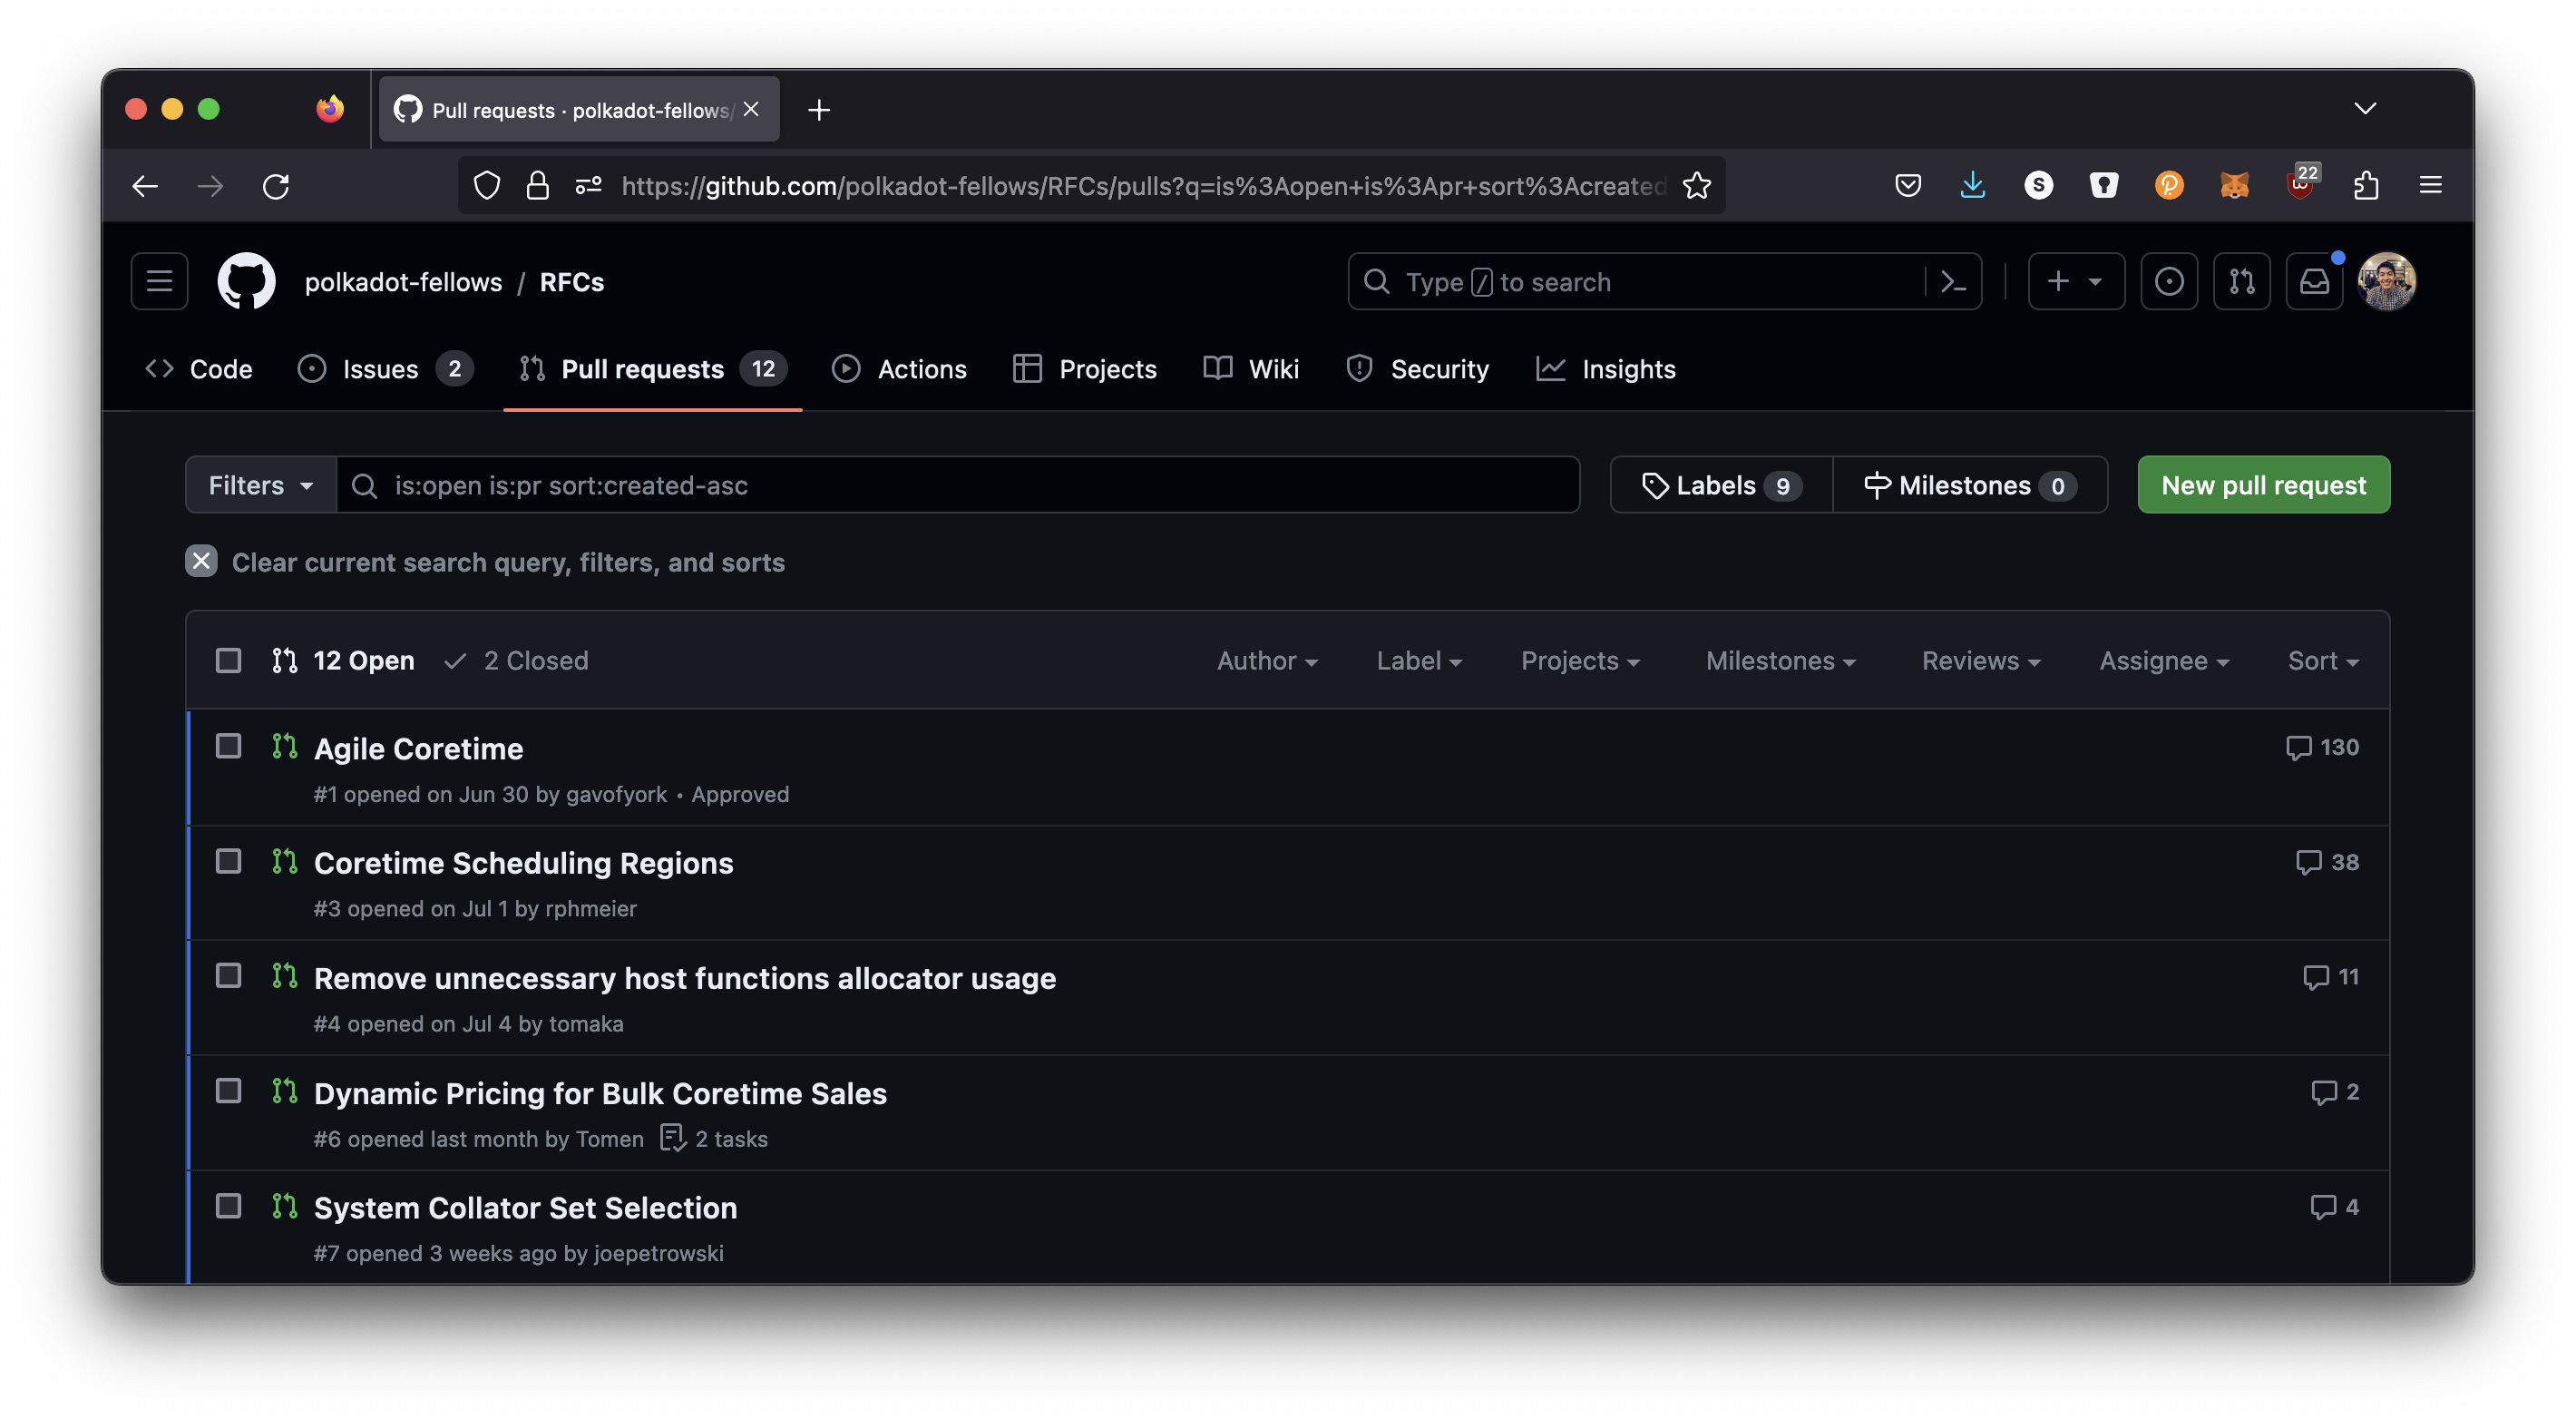 Pull requests · polkadot-fellows/
https://github.com/polkadot-fellows/RFCs/pulls?q=is%3Aopen+is%3Apr+sort%3Acreated
S
22
polkadot-fellows / RFCs
Type / to search
Code
Issues 2
Pull requests 12
Actions
Projects
Wiki
Security
Insights
Filters
is:open is:pr sort:created-asc
Labels 9
Milestones 0
New pull request
Clear current search query, filters, and sorts
12 Open
2 Closed
Author
Label
Projects
Milestones
Reviews
Assignee
Sort
Agile Coretime
130
#1 opened on Jun 30 by gavofyork • Approved
Coretime Scheduling Regions
38
#3 opened on Jul 1 by rphmeier
Remove unnecessary host functions allocator usage
11
#4 opened on Jul 4 by tomaka
Dynamic Pricing for Bulk Coretime Sales
2
#6 opened last month by Tomen 2 tasks
System Collator Set Selection
4
#7 opened 3 weeks ago by joepetrowski